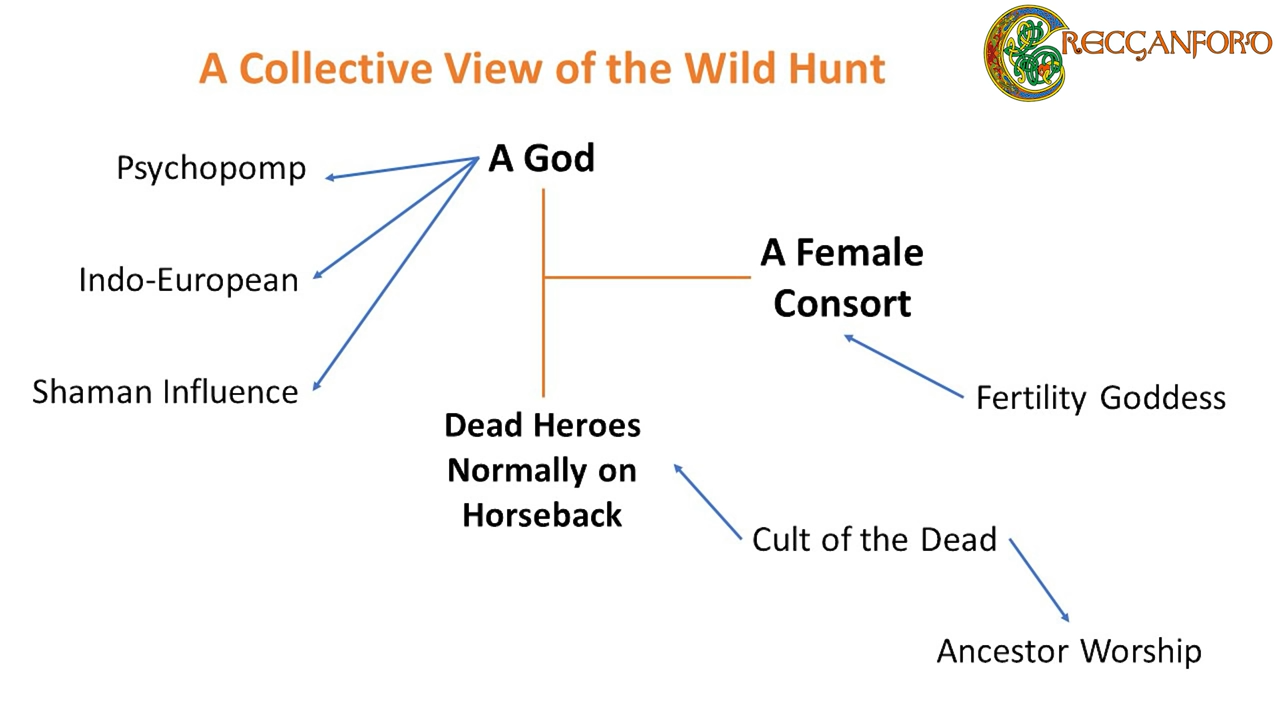 A Collective View of the Wild Hunt
CRECGANFORD
Psychopomp
A God
A Female
Consort
Indo-European
Shaman Influence
Fertility Goddess
Dead Heroes
Normally on
Horseback
Cult of the Dead
Ancestor Worship